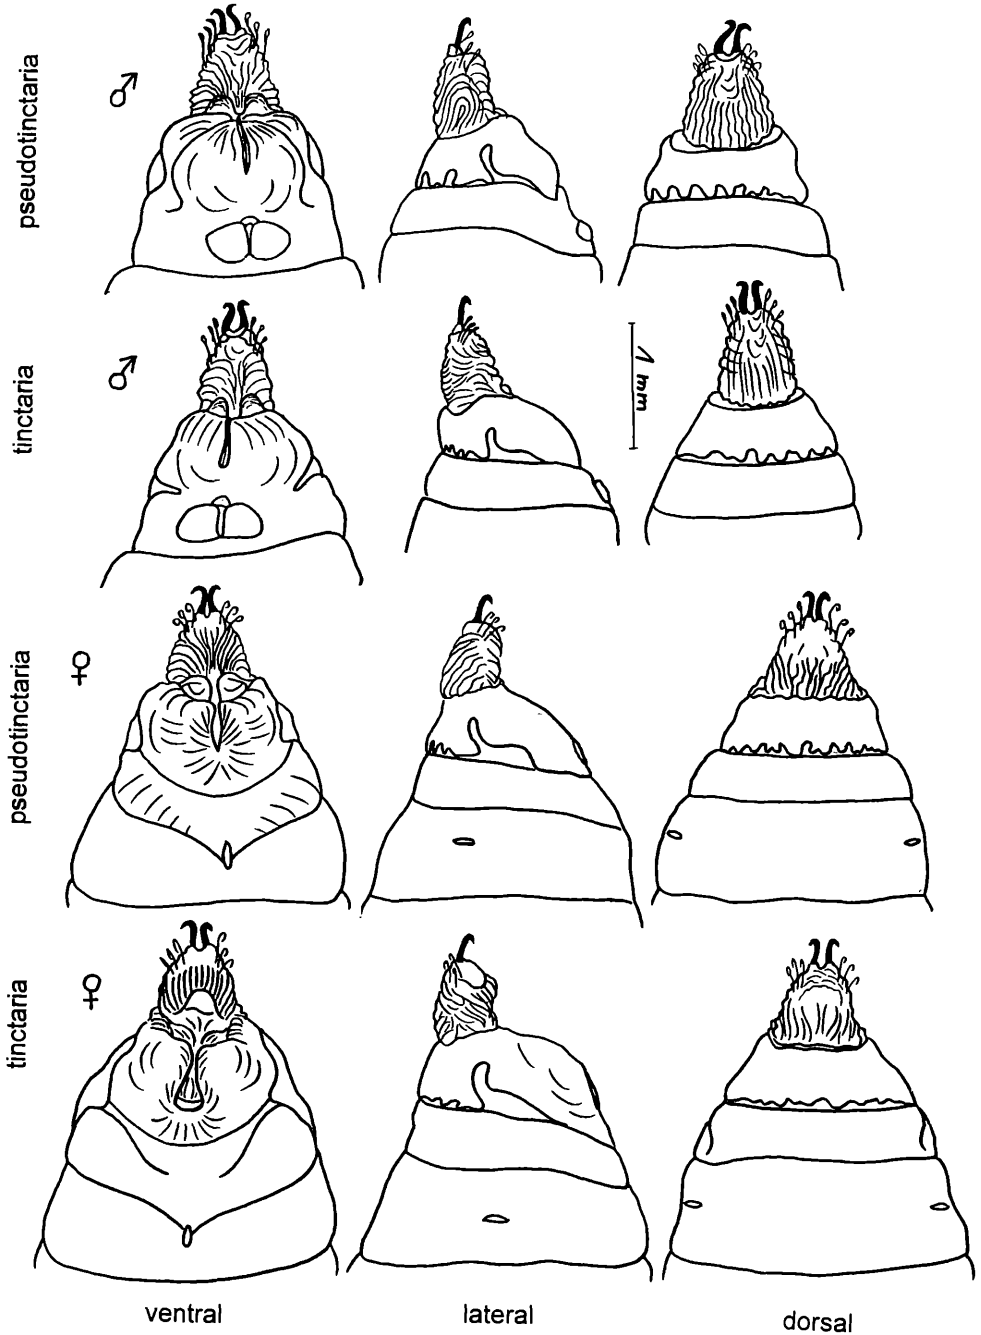 pseudotinctaria
♂
tinctaria
♂
1 mm
pseudotinctaria
♀
tinctaria
♀
ventral
lateral
dorsal